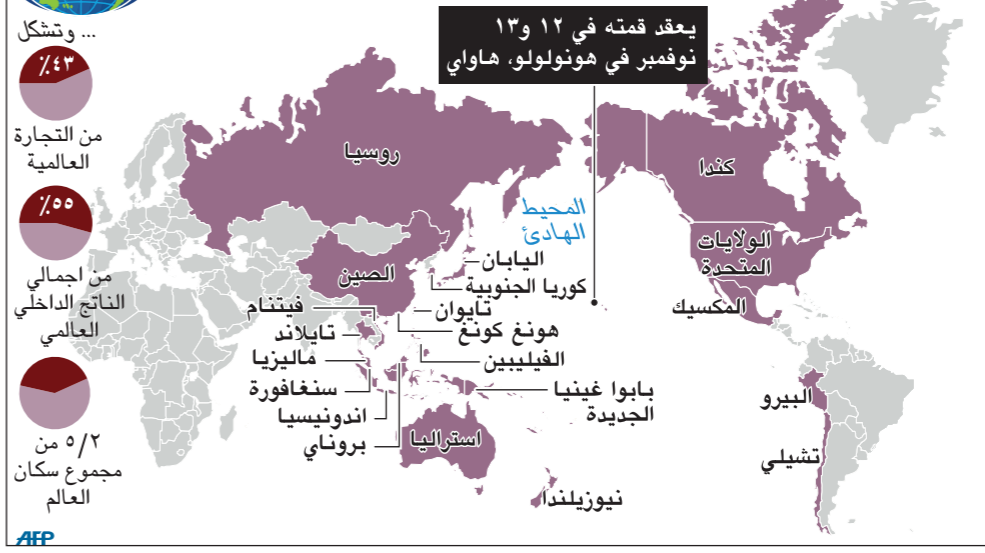 ... وتشكل
٤٣٪
من التجارة
العالمية
٥٥٪
من اجمالي
الناتج الداخلي
العالمي
٥/٢ من
مجموع سكان
العالم
يعقد قمته في ١٢ و١٣
نوفمبر في هونولولو، هاواي
روسيا
كندا
المحيط
الهادئ
الولايات
المتحدة
اليابان
الصين
كوريا الجنوبية
المكسيك
فيتنام
تايوان
تايلاند
هونغ كونغ
ماليزيا
الفيليبين
سنغافورة
بابوا غينيا
الجديدة
البيرو
اندونيسيا
بروناي
استراليا
تشيلي
نيوزيلندا
AFP